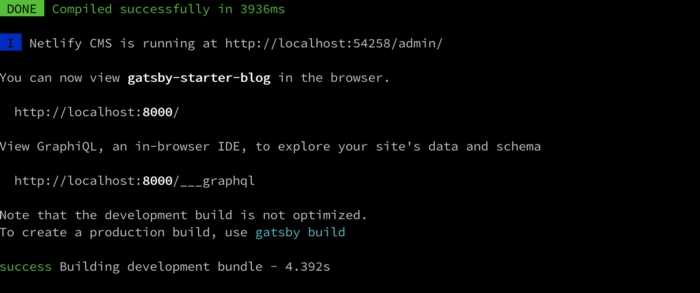 DONE Compiled successfully in 3936ms
I Netlify CMS is running at http://localhost:54258/admin/
You can now view gatsby-starter-blog in the browser.
http://localhost:8000/
View GraphiQL, an in-browser IDE, to explore your site's data and schema
http://localhost:8000/___graphql
Note that the development build is not optimized.
To create a production build, use gatsby build
success Building development bundle - 4.392s